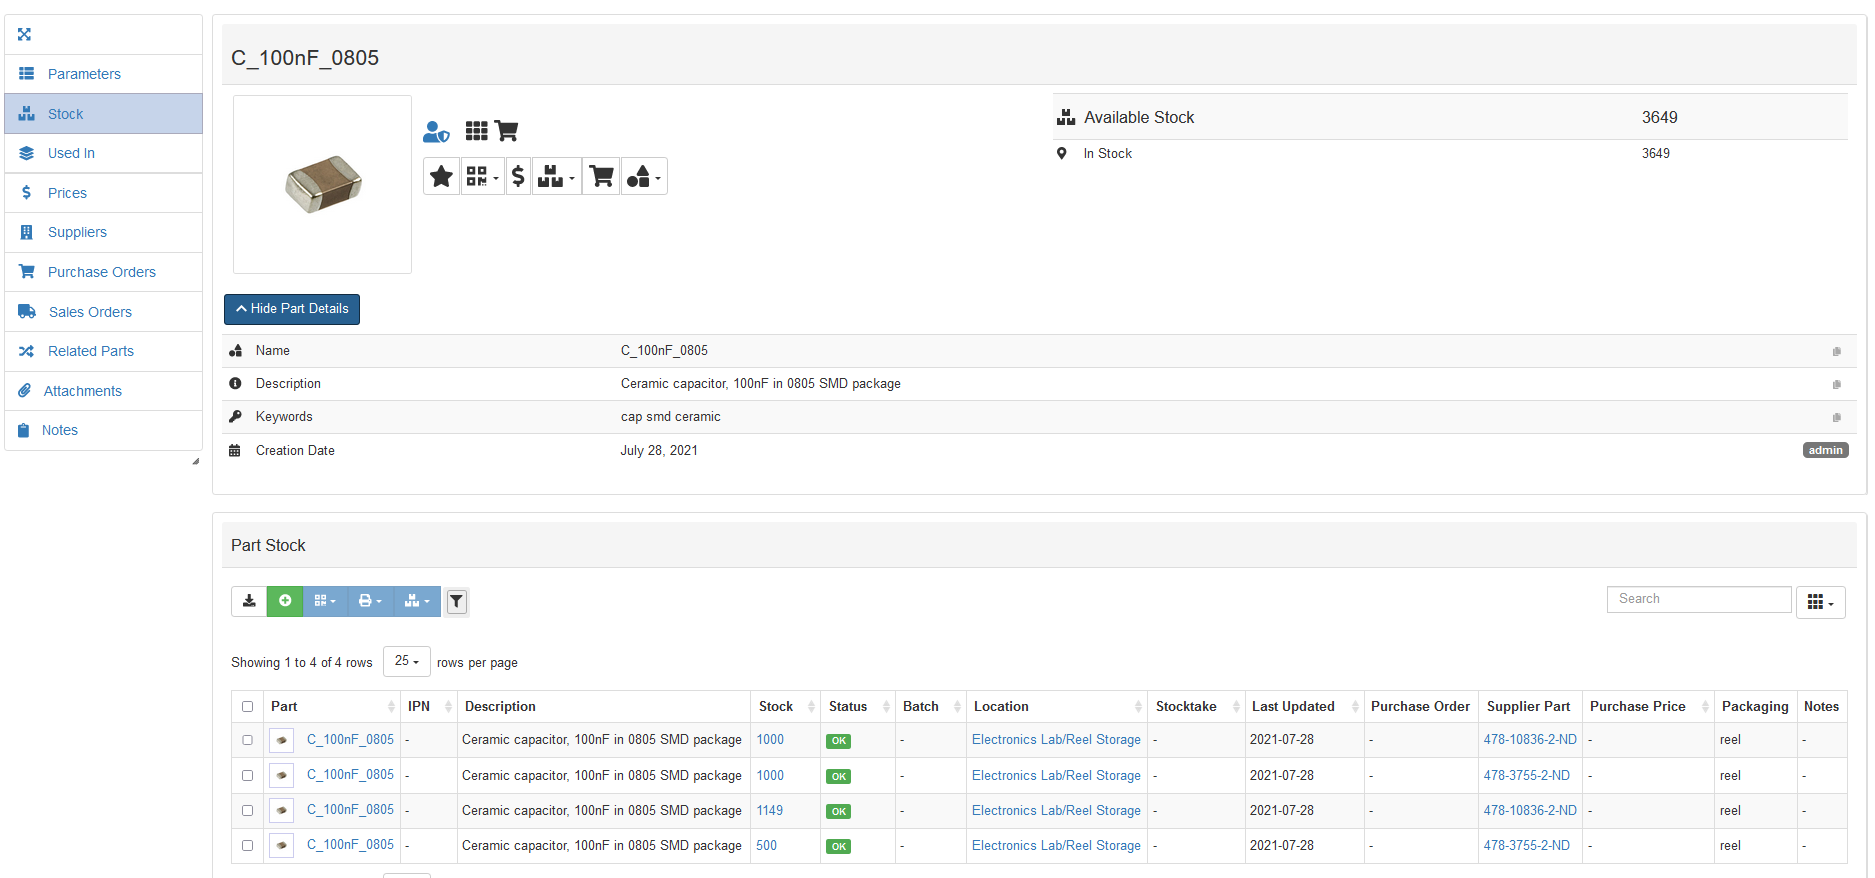 Parameters
Stock
Used In
Prices
Suppliers
Purchase Orders
Sales Orders
Related Parts
Attachments
Notes
C_100nF_0805
Available Stock 3649
In Stock 3649
Hide Part Details
Name C_100nF_0805
Description Ceramic capacitor, 100nF in 0805 SMD package
Keywords cap smd ceramic
Creation Date July 28, 2021 admin
Part Stock
Search
Showing 1 to 4 of 4 rows 25 rows per page
Part IPN Description Stock Status Batch Location Stocktake Last Updated Purchase Order Supplier Part Purchase Price Packaging Notes
C_100nF_0805 - Ceramic capacitor, 100nF in 0805 SMD package 1000 OK - Electronics Lab/Reel Storage - 2021-07-28 - 478-10836-2-ND - reel -
C_100nF_0805 - Ceramic capacitor, 100nF in 0805 SMD package 1000 OK - Electronics Lab/Reel Storage - 2021-07-28 - 478-3755-2-ND - reel -
C_100nF_0805 - Ceramic capacitor, 100nF in 0805 SMD package 1149 OK - Electronics Lab/Reel Storage - 2021-07-28 - 478-10836-2-ND - reel -
C_100nF_0805 - Ceramic capacitor, 100nF in 0805 SMD package 500 OK - Electronics Lab/Reel Storage - 2021-07-28 - 478-3755-2-ND - reel -